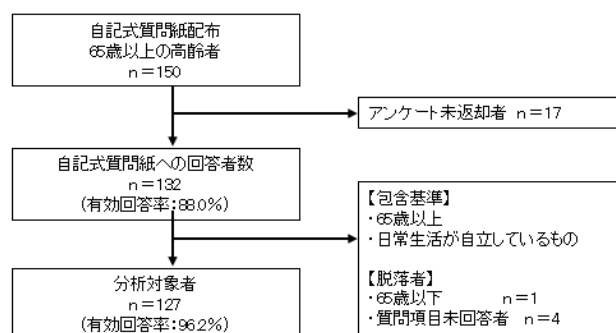 自記式質問紙配布
65歳以上の高齢者
n=150
アンケート未返却者 n=17
自記式質問紙への回答者数
n=132
(有効回答率:88.0%)
【包含基準】
・65歳以上
・日常生活が自立しているもの
【脱落者】
・65歳以下 n=1
・質問項目未回答者 n=4
分析対象者
n=127
(有効回答率:96.2%)